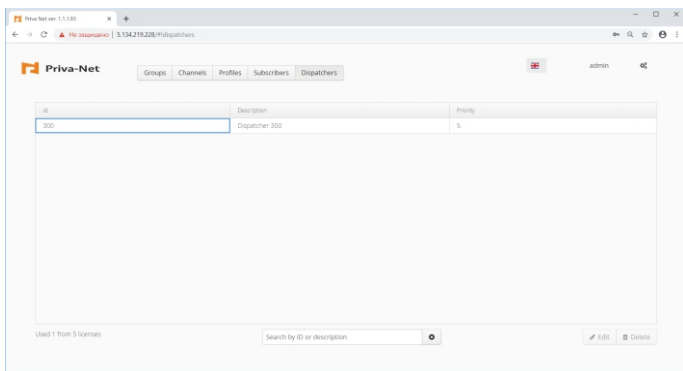 Priva-Net ver. 1.1.130
Не защищено | 5.134.219.228/#!dispatchers
Priva-Net Groups Channels Profiles Subscribers Dispatchers admin
Id Description Priority
300 Dispatcher 300 5
Used 1 from 5 licenses Search by ID or description Edit Delete